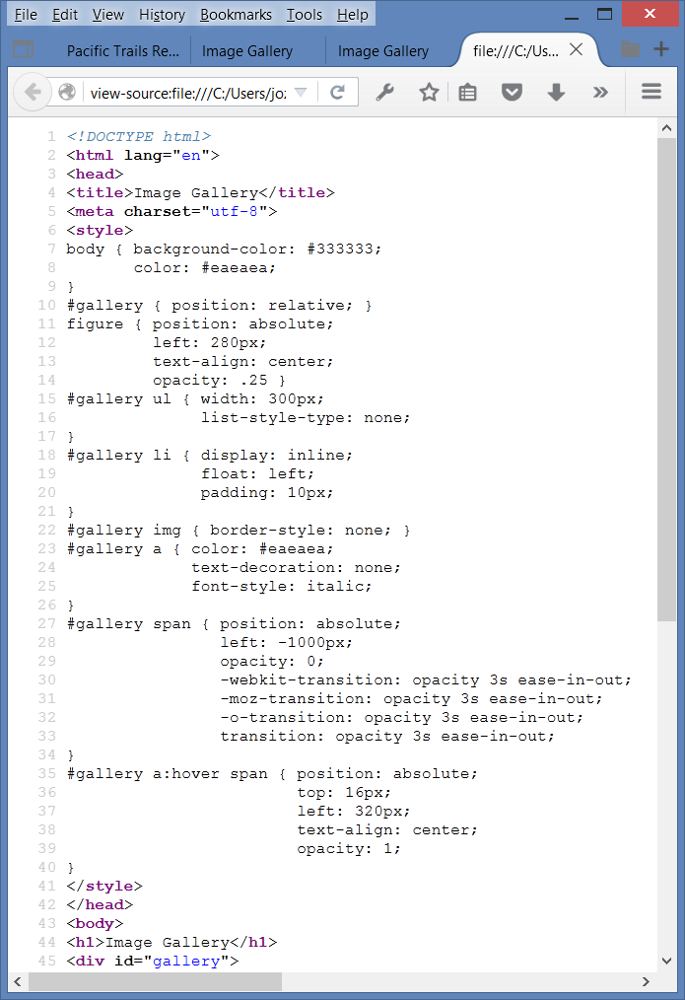 File Edit View History Bookmarks Tools Help
Pacific Trails Re... Image Gallery Image Gallery file:///C:/Us...
view-source:file:///C:/Users/jo
1 <!DOCTYPE html>
2 <html lang="en">
3 <head>
4 <title>Image Gallery</title>
5 <meta charset="utf-8">
6 <style>
7 body { background-color: #333333;
8 color: #eaeaea;
9 }
10 #gallery { position: relative; }
11 figure { position: absolute;
12 left: 280px;
13 text-align: center;
14 opacity: .25 }
15 #gallery ul { width: 300px;
16 list-style-type: none;
17 }
18 #gallery li { display: inline;
19 float: left;
20 padding: 10px;
21 }
22 #gallery img { border-style: none; }
23 #gallery a { color: #eaeaea;
24 text-decoration: none;
25 font-style: italic;
26 }
27 #gallery span { position: absolute;
28 left: -1000px;
29 opacity: 0;
30 -webkit-transition: opacity 3s ease-in-out;
31 -moz-transition: opacity 3s ease-in-out;
32 -o-transition: opacity 3s ease-in-out;
33 transition: opacity 3s ease-in-out;
34 }
35 #gallery a:hover span { position: absolute;
36 top: 16px;
37 left: 320px;
38 text-align: center;
39 opacity: 1;
40 }
41 </style>
42 </head>
43 <body>
44 <h1>Image Gallery</h1>
45 <div id="gallery">